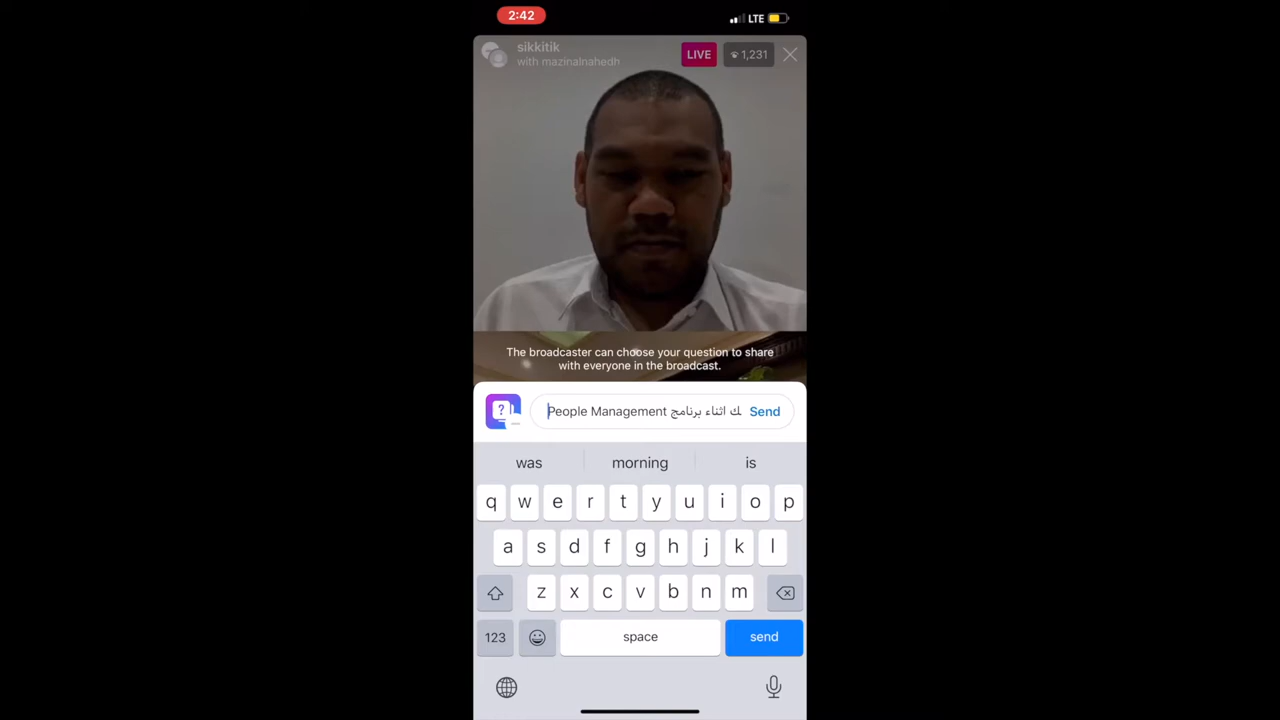 2:42
LTE
sikkitik
with mazinalnahedh
LIVE
1,231
The broadcaster can choose your question to share
with everyone in the broadcast.
?
ـك اثناء برنامج People Management
Send
was morning is
q w e r t y u i o p
a s d f g h j k l
z x c v b n m
123
space
send